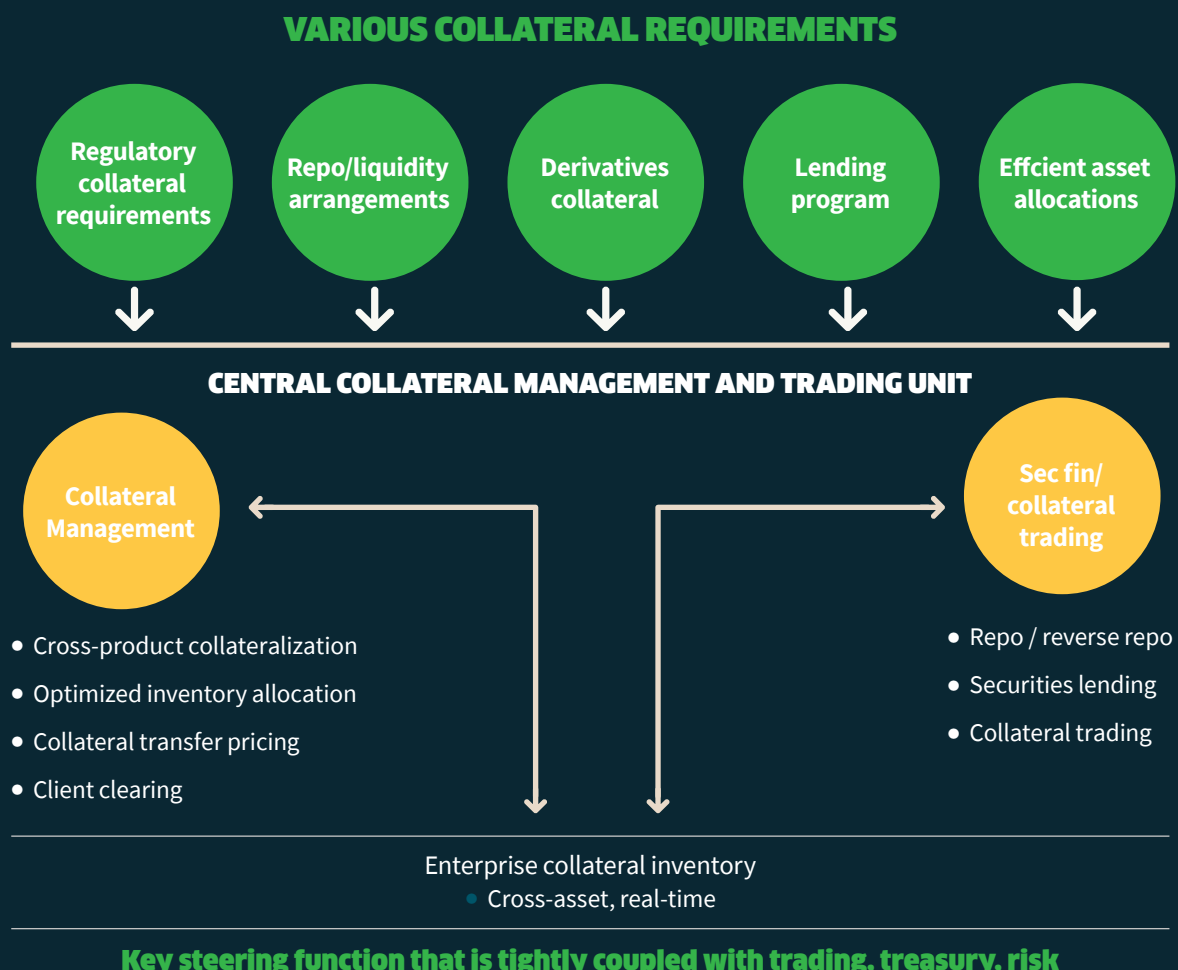 VARIOUS COLLATERAL REQUIREMENTS
Regulatory
collateral
requirements
Repo/liquidity
arrangements
Derivatives
collateral
Lending
program
Effcient asset
allocations
CENTRAL COLLATERAL MANAGEMENT AND TRADING UNIT
Collateral
Management
• Cross-product collateralization
• Optimized inventory allocation
• Collateral transfer pricing
• Client clearing
Sec fin/
collateral
trading
• Repo / reverse repo
• Securities lending
• Collateral trading
Enterprise collateral inventory
• Cross-asset, real-time
Key steering function that is tightly coupled with trading, treasury, risk